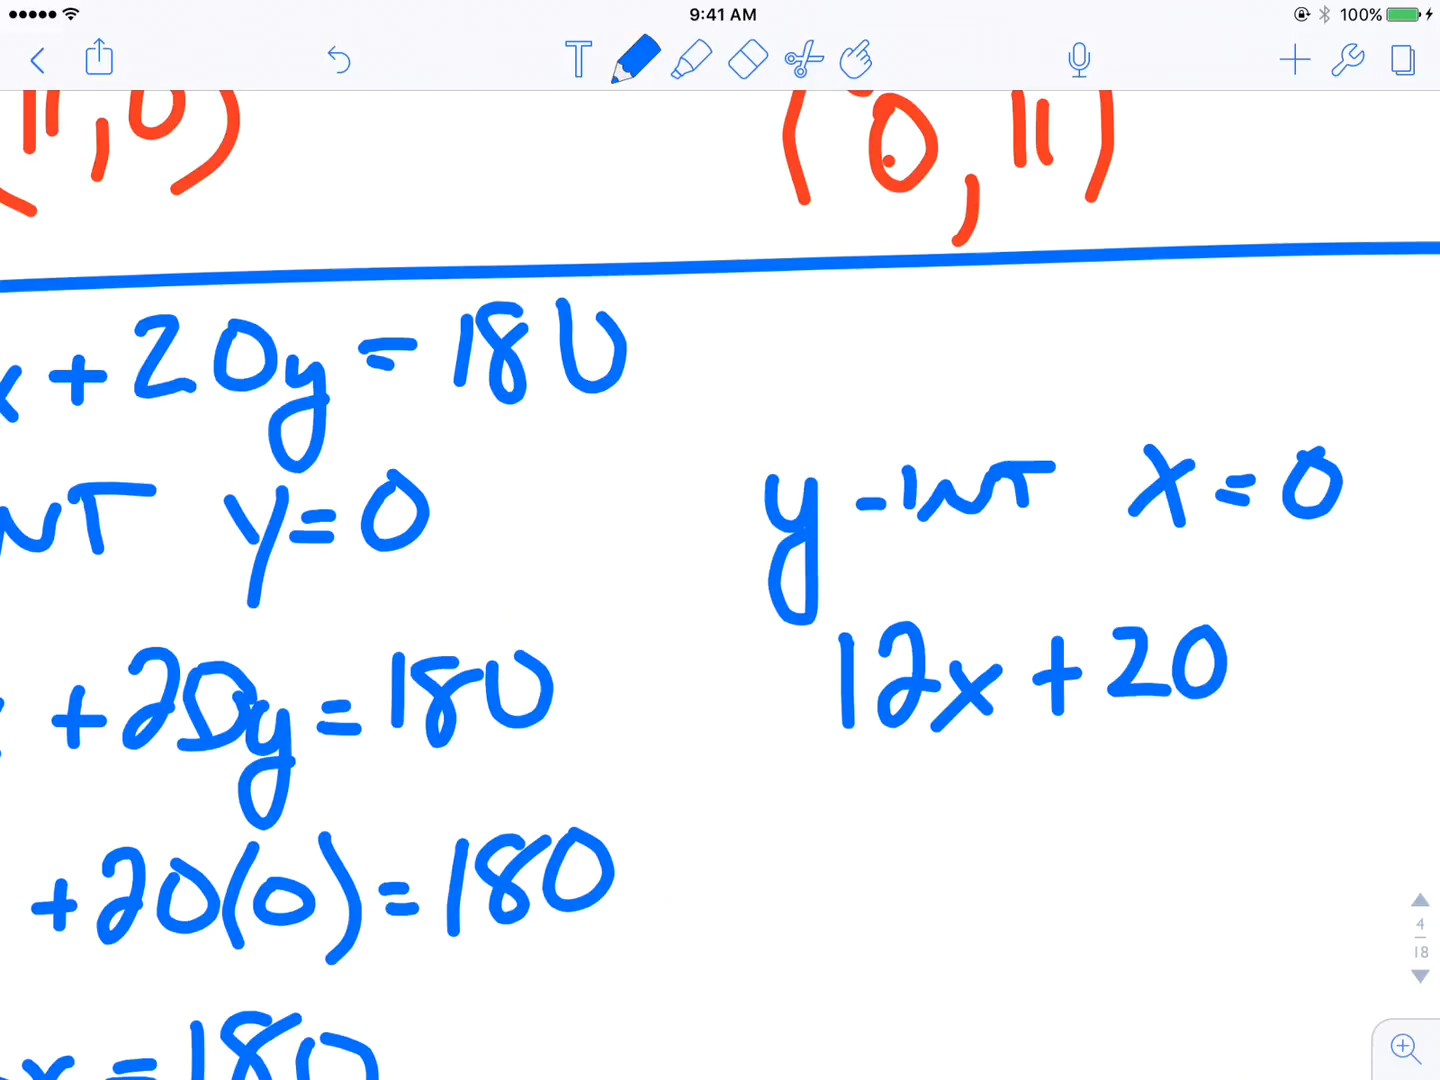 9:41 AM
100%
11,0)
(0,11)
x + 20y = 180
NT y=0
y-INT x=0
+20y=180
12x+20
+20(0)=180
x=180
4
18